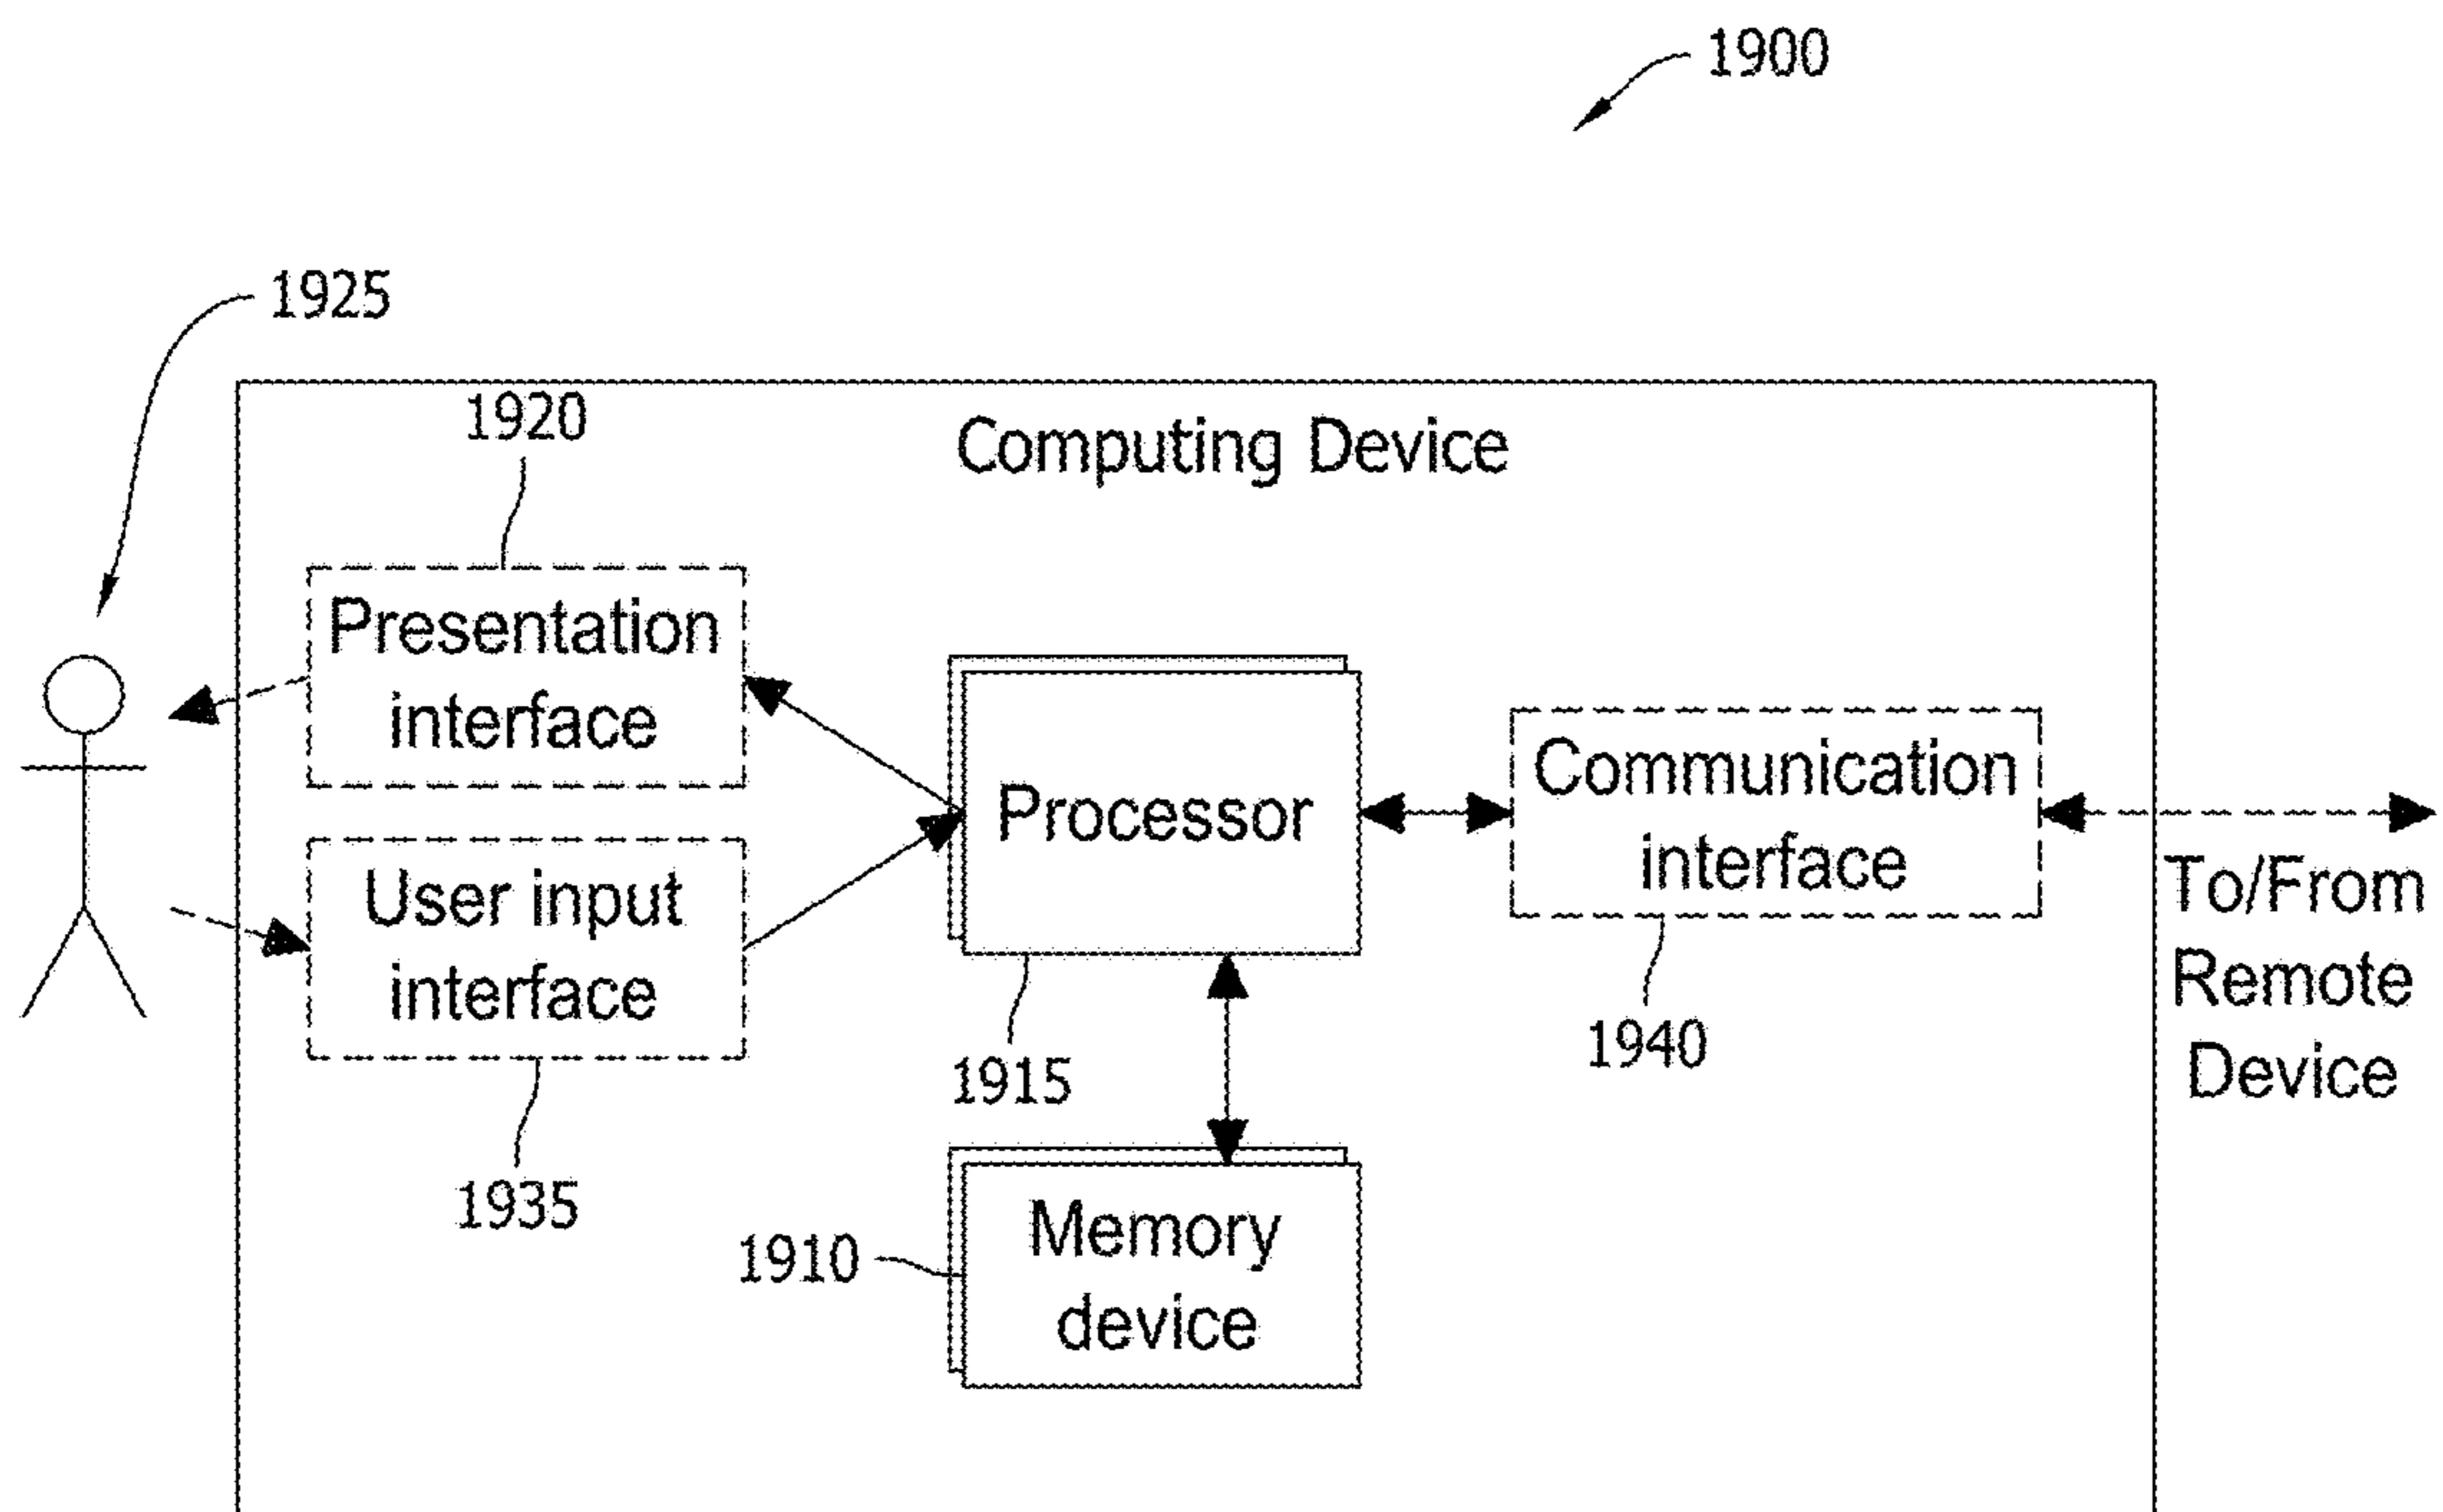 1900
1925
1920
Computing Device
Presentation
interface
Processor
Communication
interface
User input
interface
To/From
Remote
Device
1940
1915
1935
1910
Memory
device